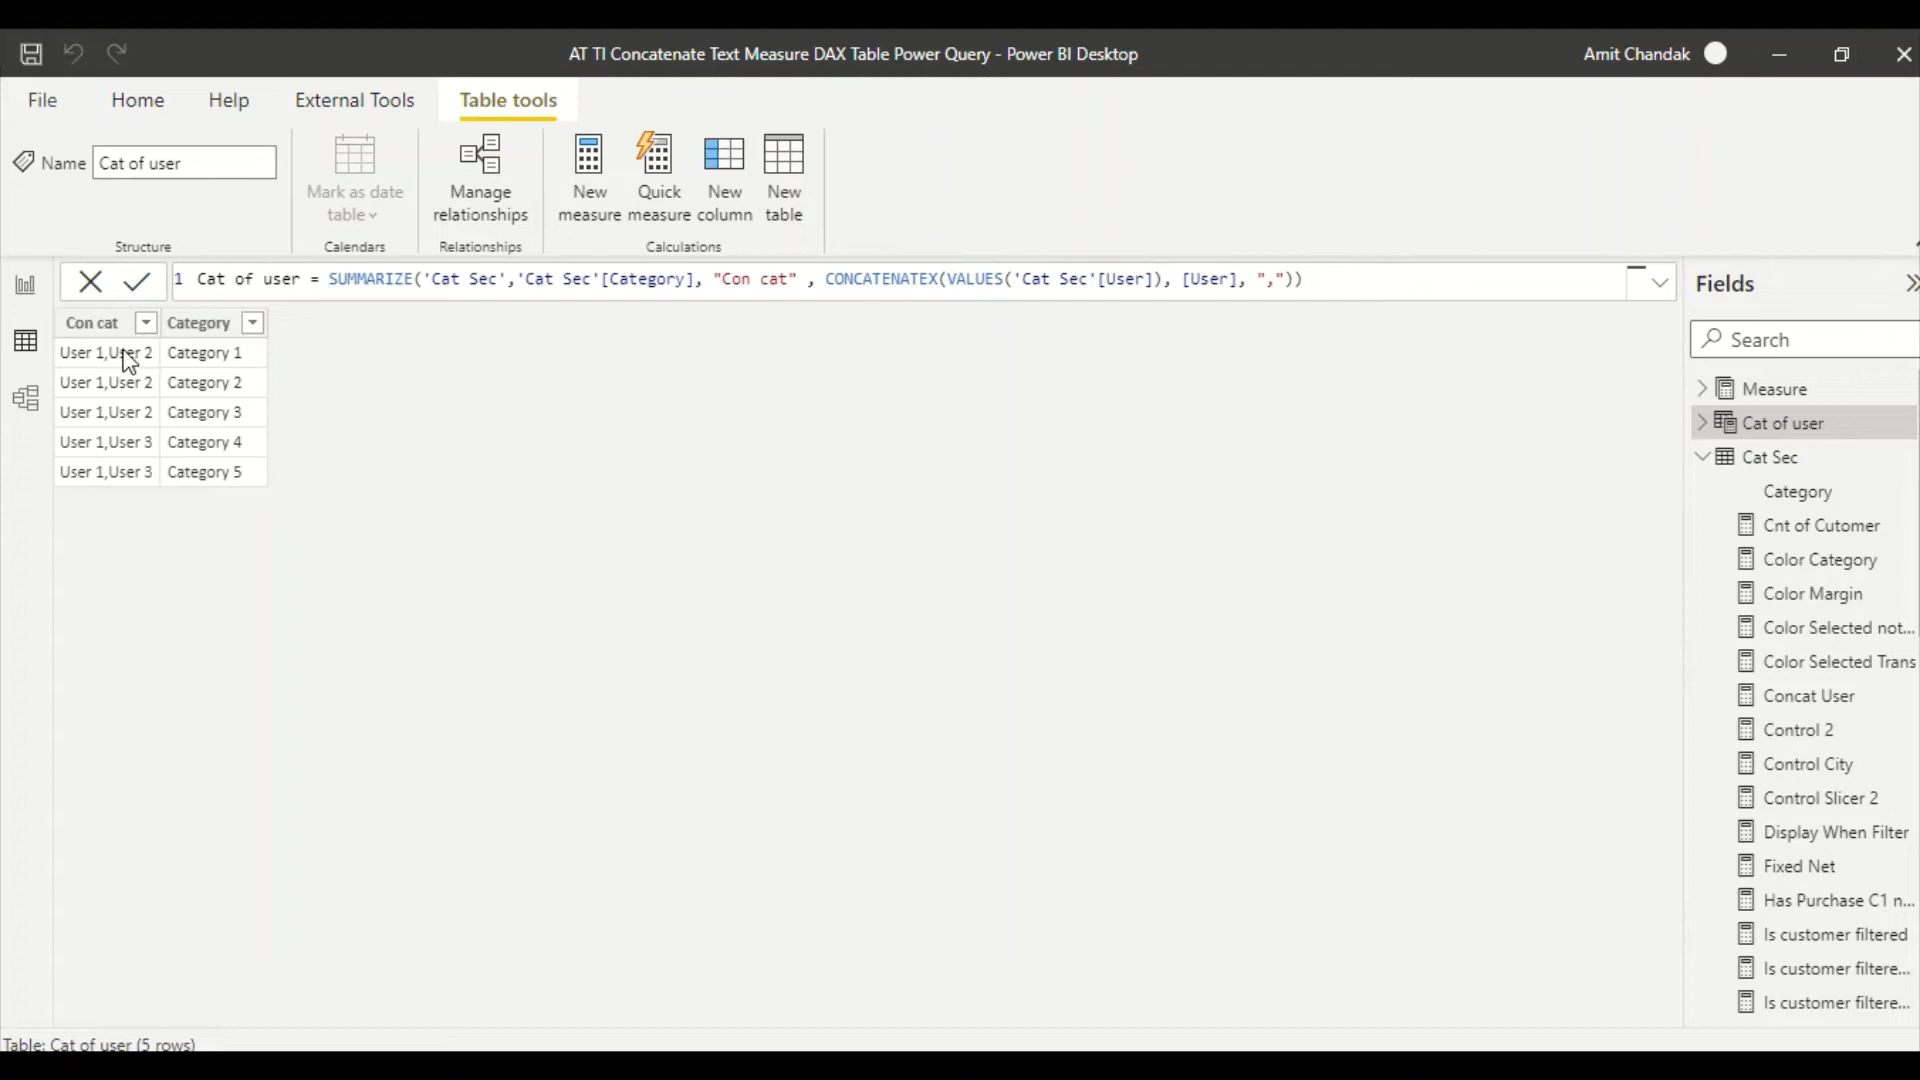 AT TI Concatenate Text Measure DAX Table Power Query - Power BI Desktop
Amit Chandak
File Home Help External Tools Table tools
Name Cat of user
Mark as date table
Manage relationships
New measure
Quick measure
New column
New table
Structure Calendars Relationships Calculations
1 Cat of user = SUMMARIZE('Cat Sec','Cat Sec'[Category], "Con cat" , CONCATENATEX(VALUES('Cat Sec'[User]), [User], ","))
Con cat Category
User 1,User 2 Category 1
User 1,User 2 Category 2
User 1,User 2 Category 3
User 1,User 3 Category 4
User 1,User 3 Category 5
Fields
Search
Measure
Cat of user
Cat Sec
Category
Cnt of Cutomer
Color Category
Color Margin
Color Selected not...
Color Selected Trans
Concat User
Control 2
Control City
Control Slicer 2
Display When Filter
Fixed Net
Has Purchase C1 n...
Is customer filtered
Is customer filtere...
Is customer filtere...
Table: Cat of user (5 rows)